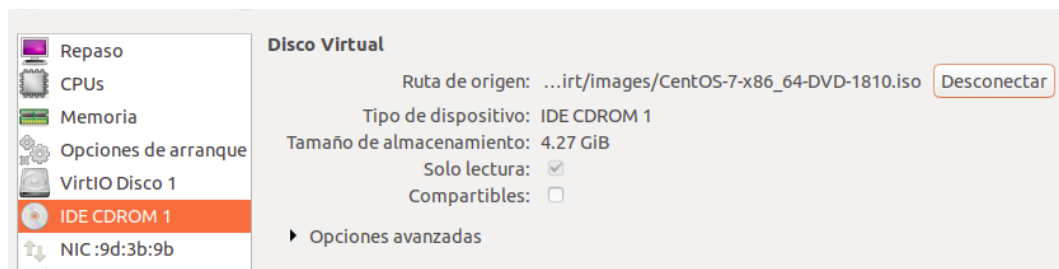 Repaso
CPUs
Memoria
Opciones de arranque
VirtIO Disco 1
IDE CDROM 1
NIC :9d:3b:9b
Disco Virtual
Ruta de origen: ...irt/images/CentOS-7-x86_64-DVD-1810.iso Desconectar
Tipo de dispositivo: IDE CDROM 1
Tamaño de almacenamiento: 4.27 GiB
Solo lectura:
Compartibles:
Opciones avanzadas